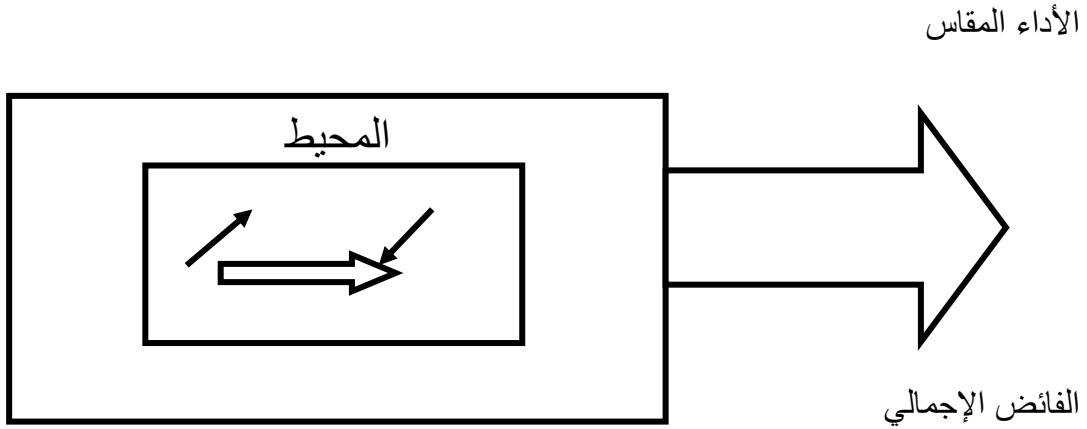 الأداء المقاس
المحيط
الفائض الإجمالي